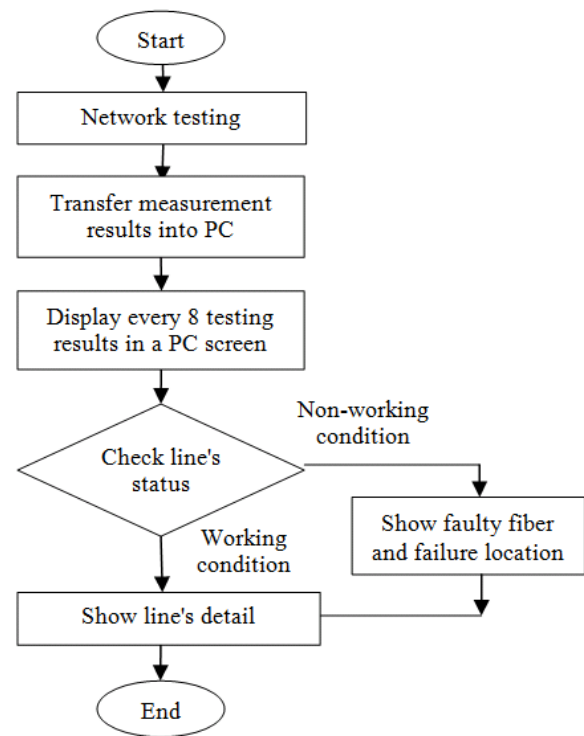 Start
Network testing
Transfer measurement
results into PC
Display every 8 testing
results in a PC screen
Check line's
status
Non-working
condition
Show faulty fiber
and failure location
Working
condition
Show line's detail
End